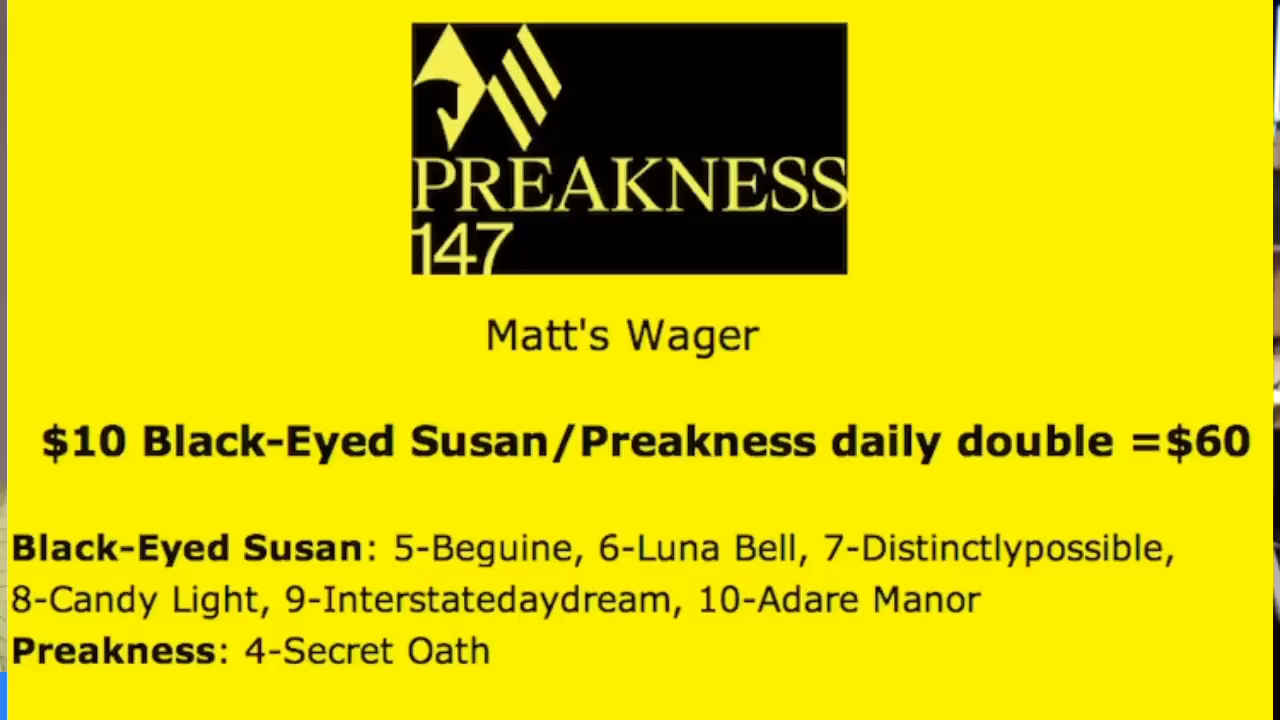 PREAKNESS
147
Matt's Wager
$10 Black-Eyed Susan/Preakness daily double =$60
Black-Eyed Susan: 5-Beguine, 6-Luna Bell, 7-Distinctlypossible,
8-Candy Light, 9-Interstatedaydream, 10-Adare Manor
Preakness: 4-Secret Oath